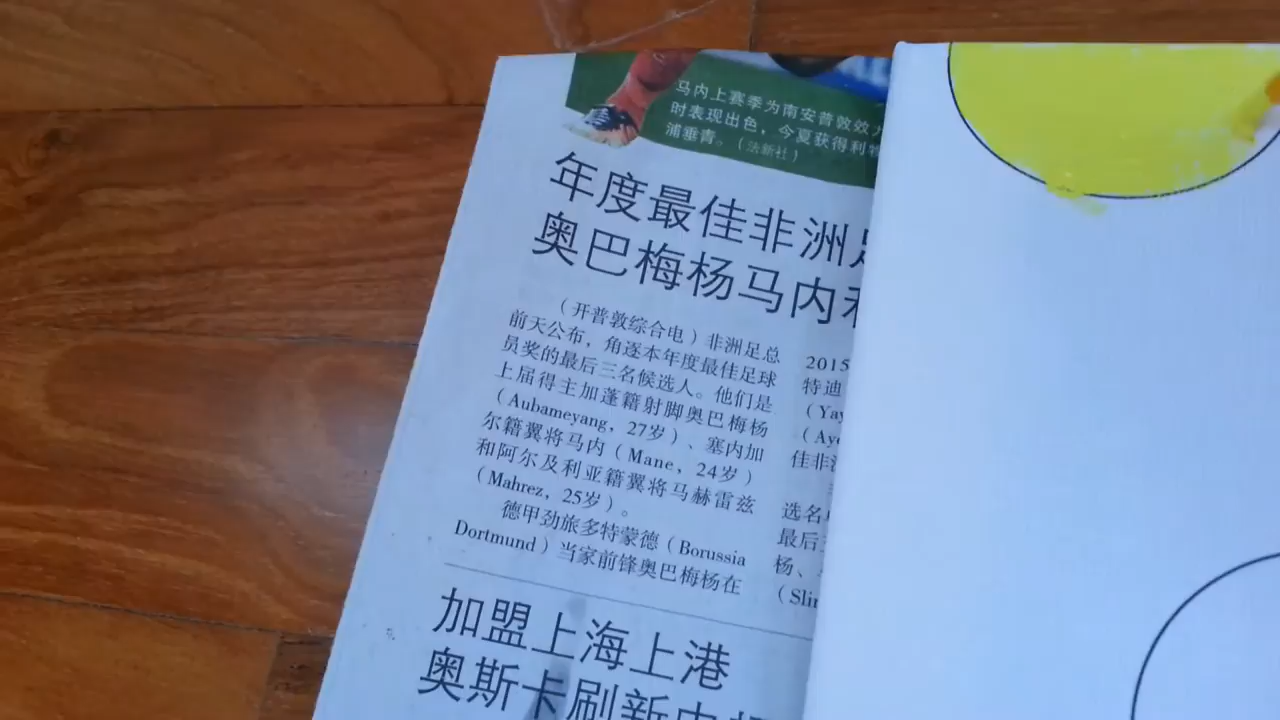 马内上赛季为南安普敦效力
时表现出色，今夏获得利物
浦垂青。（法新社）
年度最佳非洲足
奥巴梅杨马内和
（开普敦综合电）非洲足总
前天公布，角逐本年度最佳足球
员奖的最后三名候选人。他们是
上届得主加蓬籍射脚奥巴梅杨
（Aubameyang，27岁）、塞内加
尔籍翼将马内（Mane，24岁）
和阿尔及利亚籍翼将马赫雷兹
（Mahrez，25岁）。
德甲劲旅多特蒙德（Borussia
Dortmund）当家前锋奥巴梅杨在
2015
特迪
（Yay
（Aye
佳非
选名
最后
杨、
（Slim
加盟上海上港
奥斯卡刷新